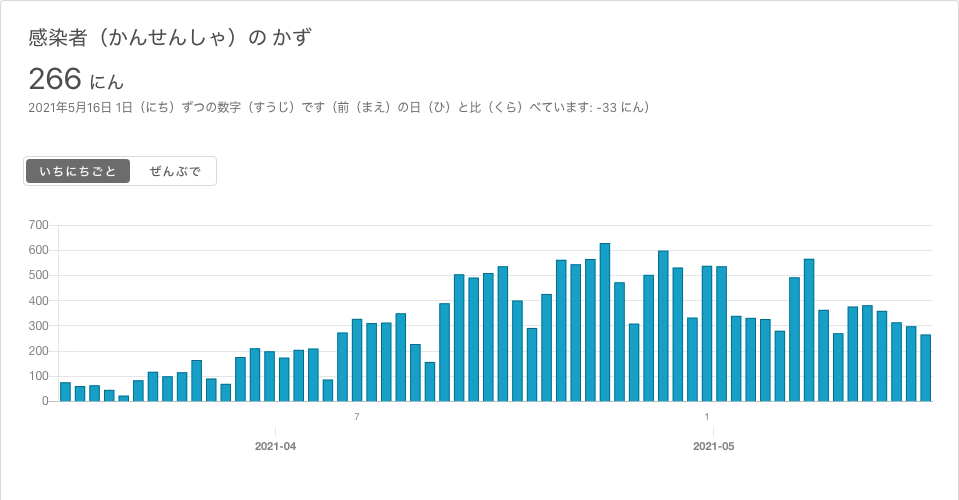 感染者（かんせんしゃ）の かず
266 にん
2021年5月16日 1日（にち）ずつの数字（すうじ）です（前（まえ）の日（ひ）と比（くら）べています: -33 にん）
いちにちごと ぜんぶで
700
600
500
400
300
200
100
0
7 1
2021-04 2021-05